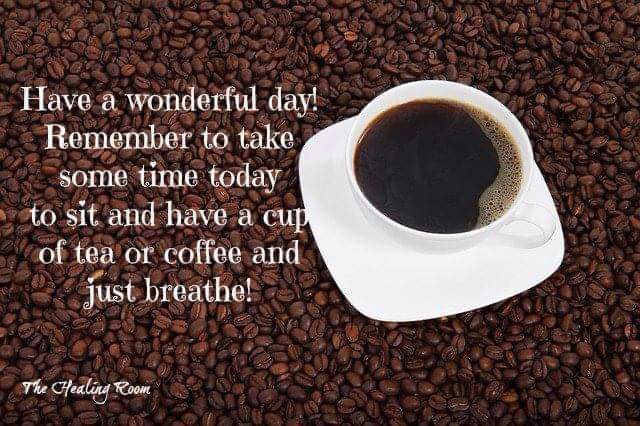 Have a wonderful day!
Remember to take
some time today
to sit and have a cup
of tea or coffee and
just breathe!
The Healing Room